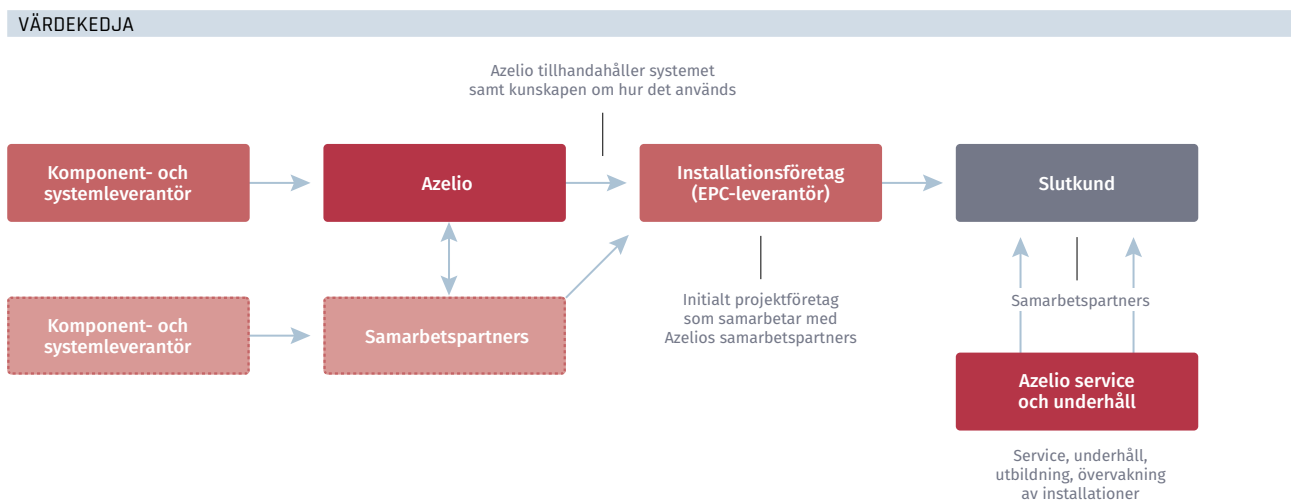 VÄRDEKEDJA
Azelio tillhandahåller systemet
samt kunskapen om hur det används
Komponent- och
systemleverantör
Azelio
Installationsföretag
(EPC-leverantör)
Slutkund
Komponent- och
systemleverantör
Samarbetspartners
Initialt projektföretag
som samarbetar med
Azelios samarbetspartners
Samarbetspartners
Azelio service
och underhåll
Service, underhåll,
utbildning, övervakning
av installationer